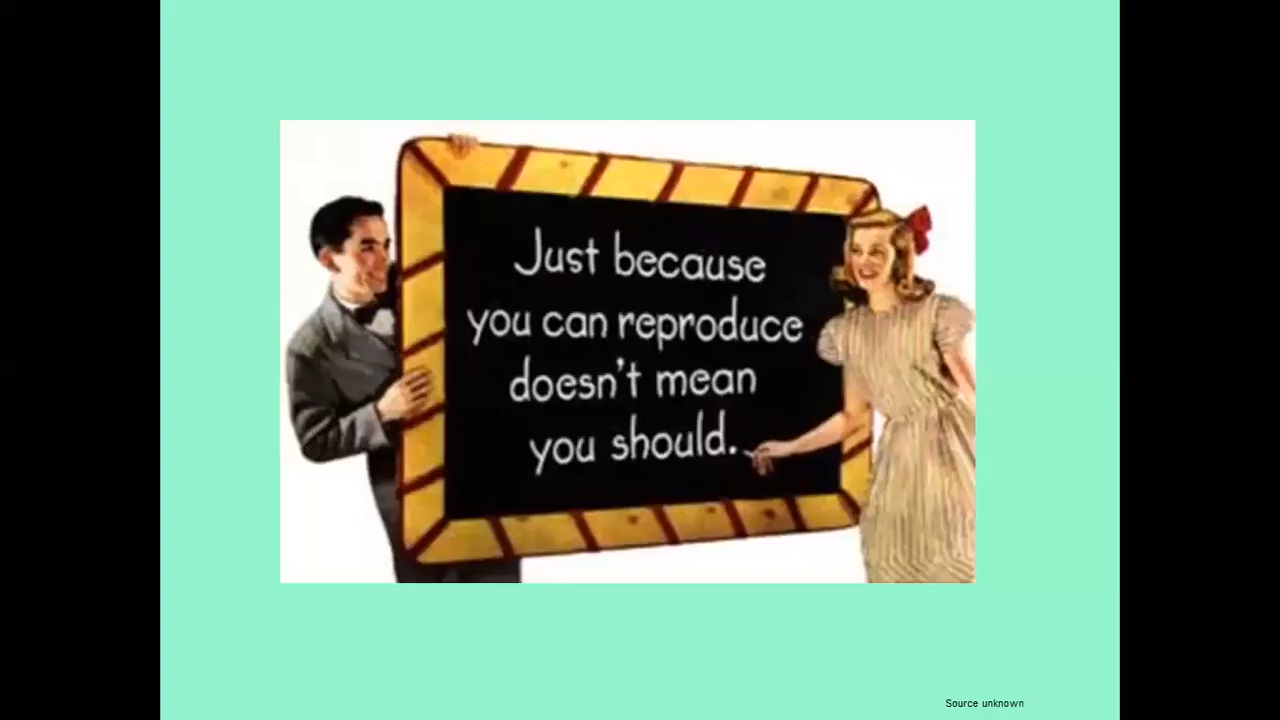 Just because
you can reproduce
doesn't mean
you should.
Source unknown